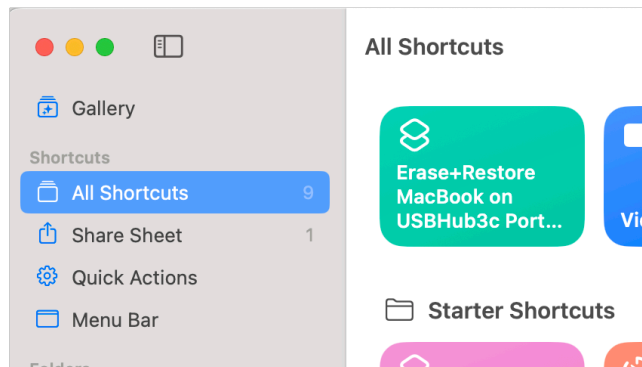 All Shortcuts
Gallery
Shortcuts
All Shortcuts 9
Share Sheet 1
Quick Actions
Menu Bar
Erase+Restore
MacBook on
USBHub3c Port...
Starter Shortcuts